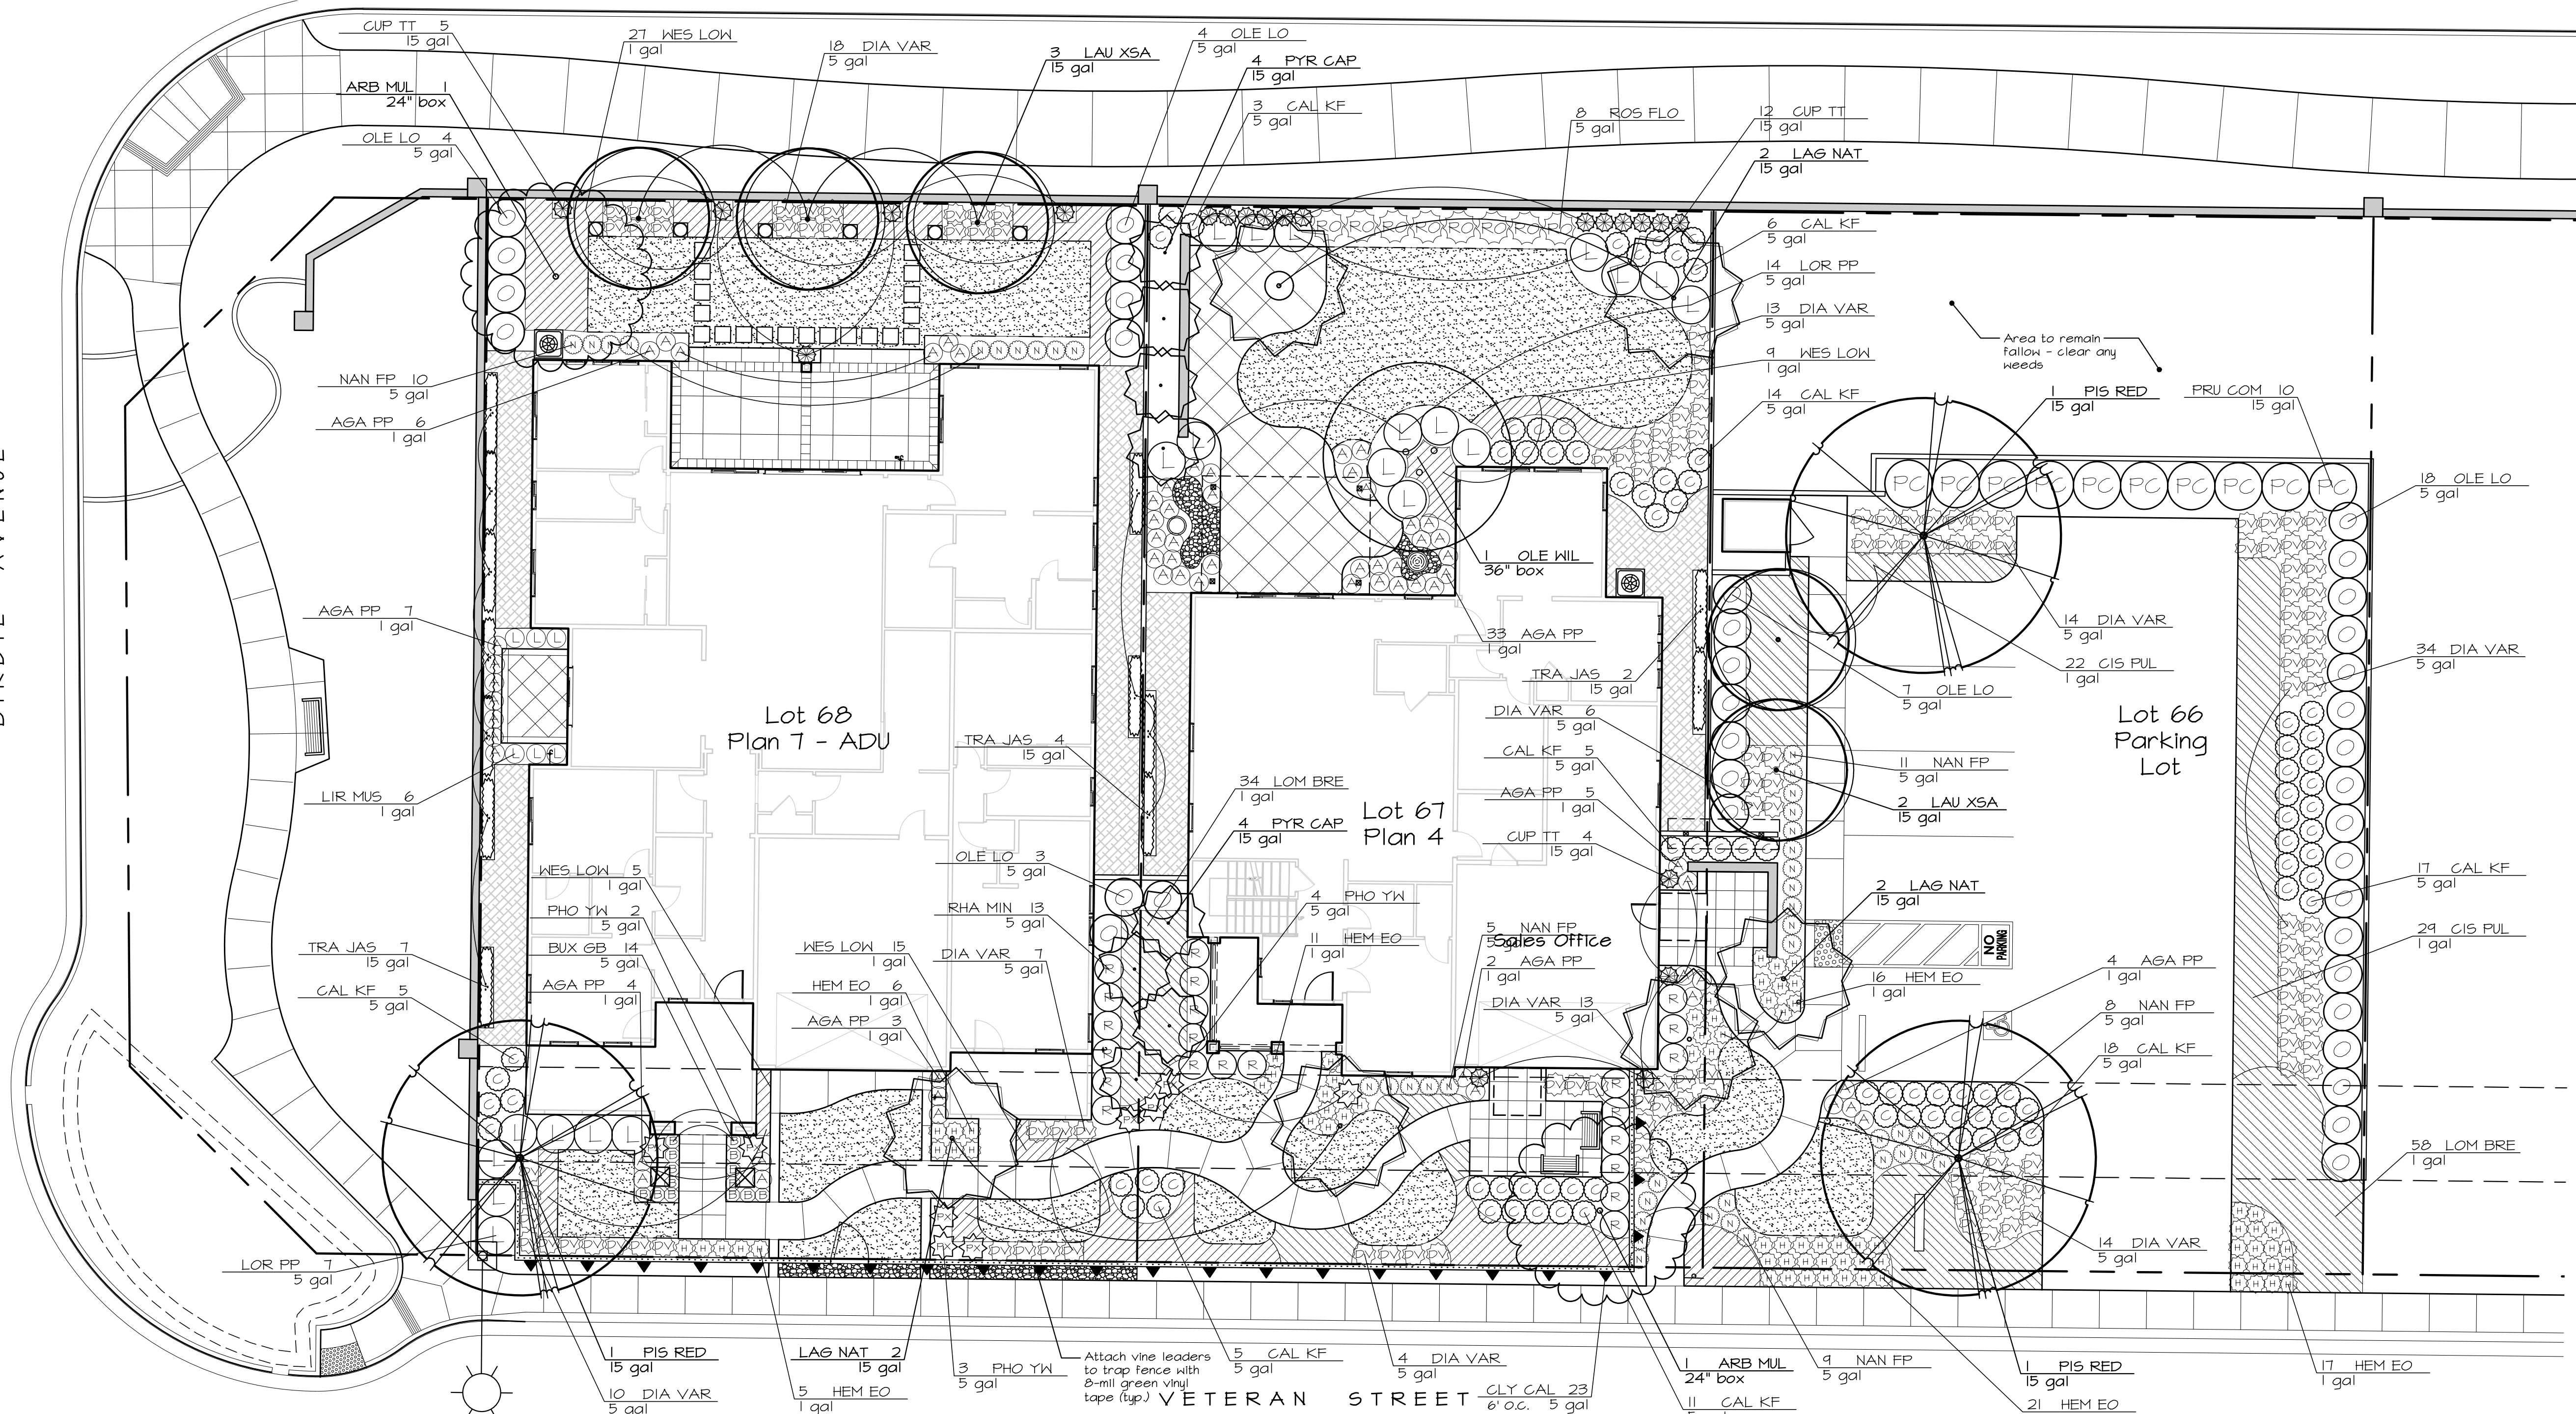 CUP TT 5
15 gal
27 WES LOW
1 gal
18 DIA VAR
5 gal
3 LAU XSA
15 gal
4 OLE LO
5 gal
4 PYR CAP
15 gal
3 CAL KF
5 gal
8 ROS FLO
5 gal
12 CUP TT
15 gal
2 LAG NAT
15 gal
ARB MUL 1
24" box
OLE LO 4
5 gal
6 CAL KF
5 gal
14 LOR PP
5 gal
13 DIA VAR
5 gal
9 WES LOW
1 gal
14 CAL KF
5 gal
Area to remain
fallow - clear any
weeds
1 PIS RED
15 gal
PRU COM 10
15 gal
18 OLE LO
5 gal
NAN FP 10
5 gal
AGA PP 6
1 gal
1 OLE WIL
36" box
33 AGA PP
1 gal
14 DIA VAR
5 gal
22 CIS PUL
1 gal
7 OLE LO
5 gal
34 DIA VAR
5 gal
AGA PP 7
1 gal
TRA JAS 2
15 gal
DIA VAR 6
5 gal
CAL KF 5
5 gal
AGA PP 5
1 gal
CUP TT 4
15 gal
Lot 68
Plan 7 - ADU
TRA JAS 4
15 gal
34 LOM BRE
1 gal
4 PYR CAP
15 gal
Lot 67
Plan 4
Lot 66
Parking
Lot
11 NAN FP
5 gal
2 LAU XSA
15 gal
LIR MUS 6
1 gal
OLE LO 3
5 gal
RHA MIN 13
5 gal
DIA VAR 7
5 gal
4 PHO YW
5 gal
11 HEM EO
1 gal
5 NAN FP
5 gal
Sales Office
2 AGA PP
1 gal
DIA VAR 13
5 gal
2 LAG NAT
15 gal
NO
PARKING
16 HEM EO
1 gal
17 CAL KF
5 gal
29 CIS PUL
1 gal
4 AGA PP
1 gal
8 NAN FP
5 gal
18 CAL KF
5 gal
WES LOW 5
1 gal
PHO YW 2
5 gal
BUX GB 14
5 gal
AGA PP 4
1 gal
WES LOW 15
1 gal
HEM EO 6
1 gal
AGA PP 3
1 gal
TRA JAS 7
15 gal
CAL KF 5
5 gal
58 LOM BRE
1 gal
14 DIA VAR
5 gal
LOR PP 7
5 gal
1 PIS RED
15 gal
10 DIA VAR
5 gal
LAG NAT 2
15 gal
5 HEM EO
1 gal
3 PHO YW
5 gal
Attach vine leaders
to trap fence with
8-mil green vinyl
tape (typ.)
VETERAN STREET
5 CAL KF
5 gal
4 DIA VAR
5 gal
CLY CAL 23
6' O.C. 5 gal
1 ARB MUL
24" box
11 CAL KF
9 NAN FP
5 gal
1 PIS RED
15 gal
21 HEM EO
17 HEM EO
1 gal